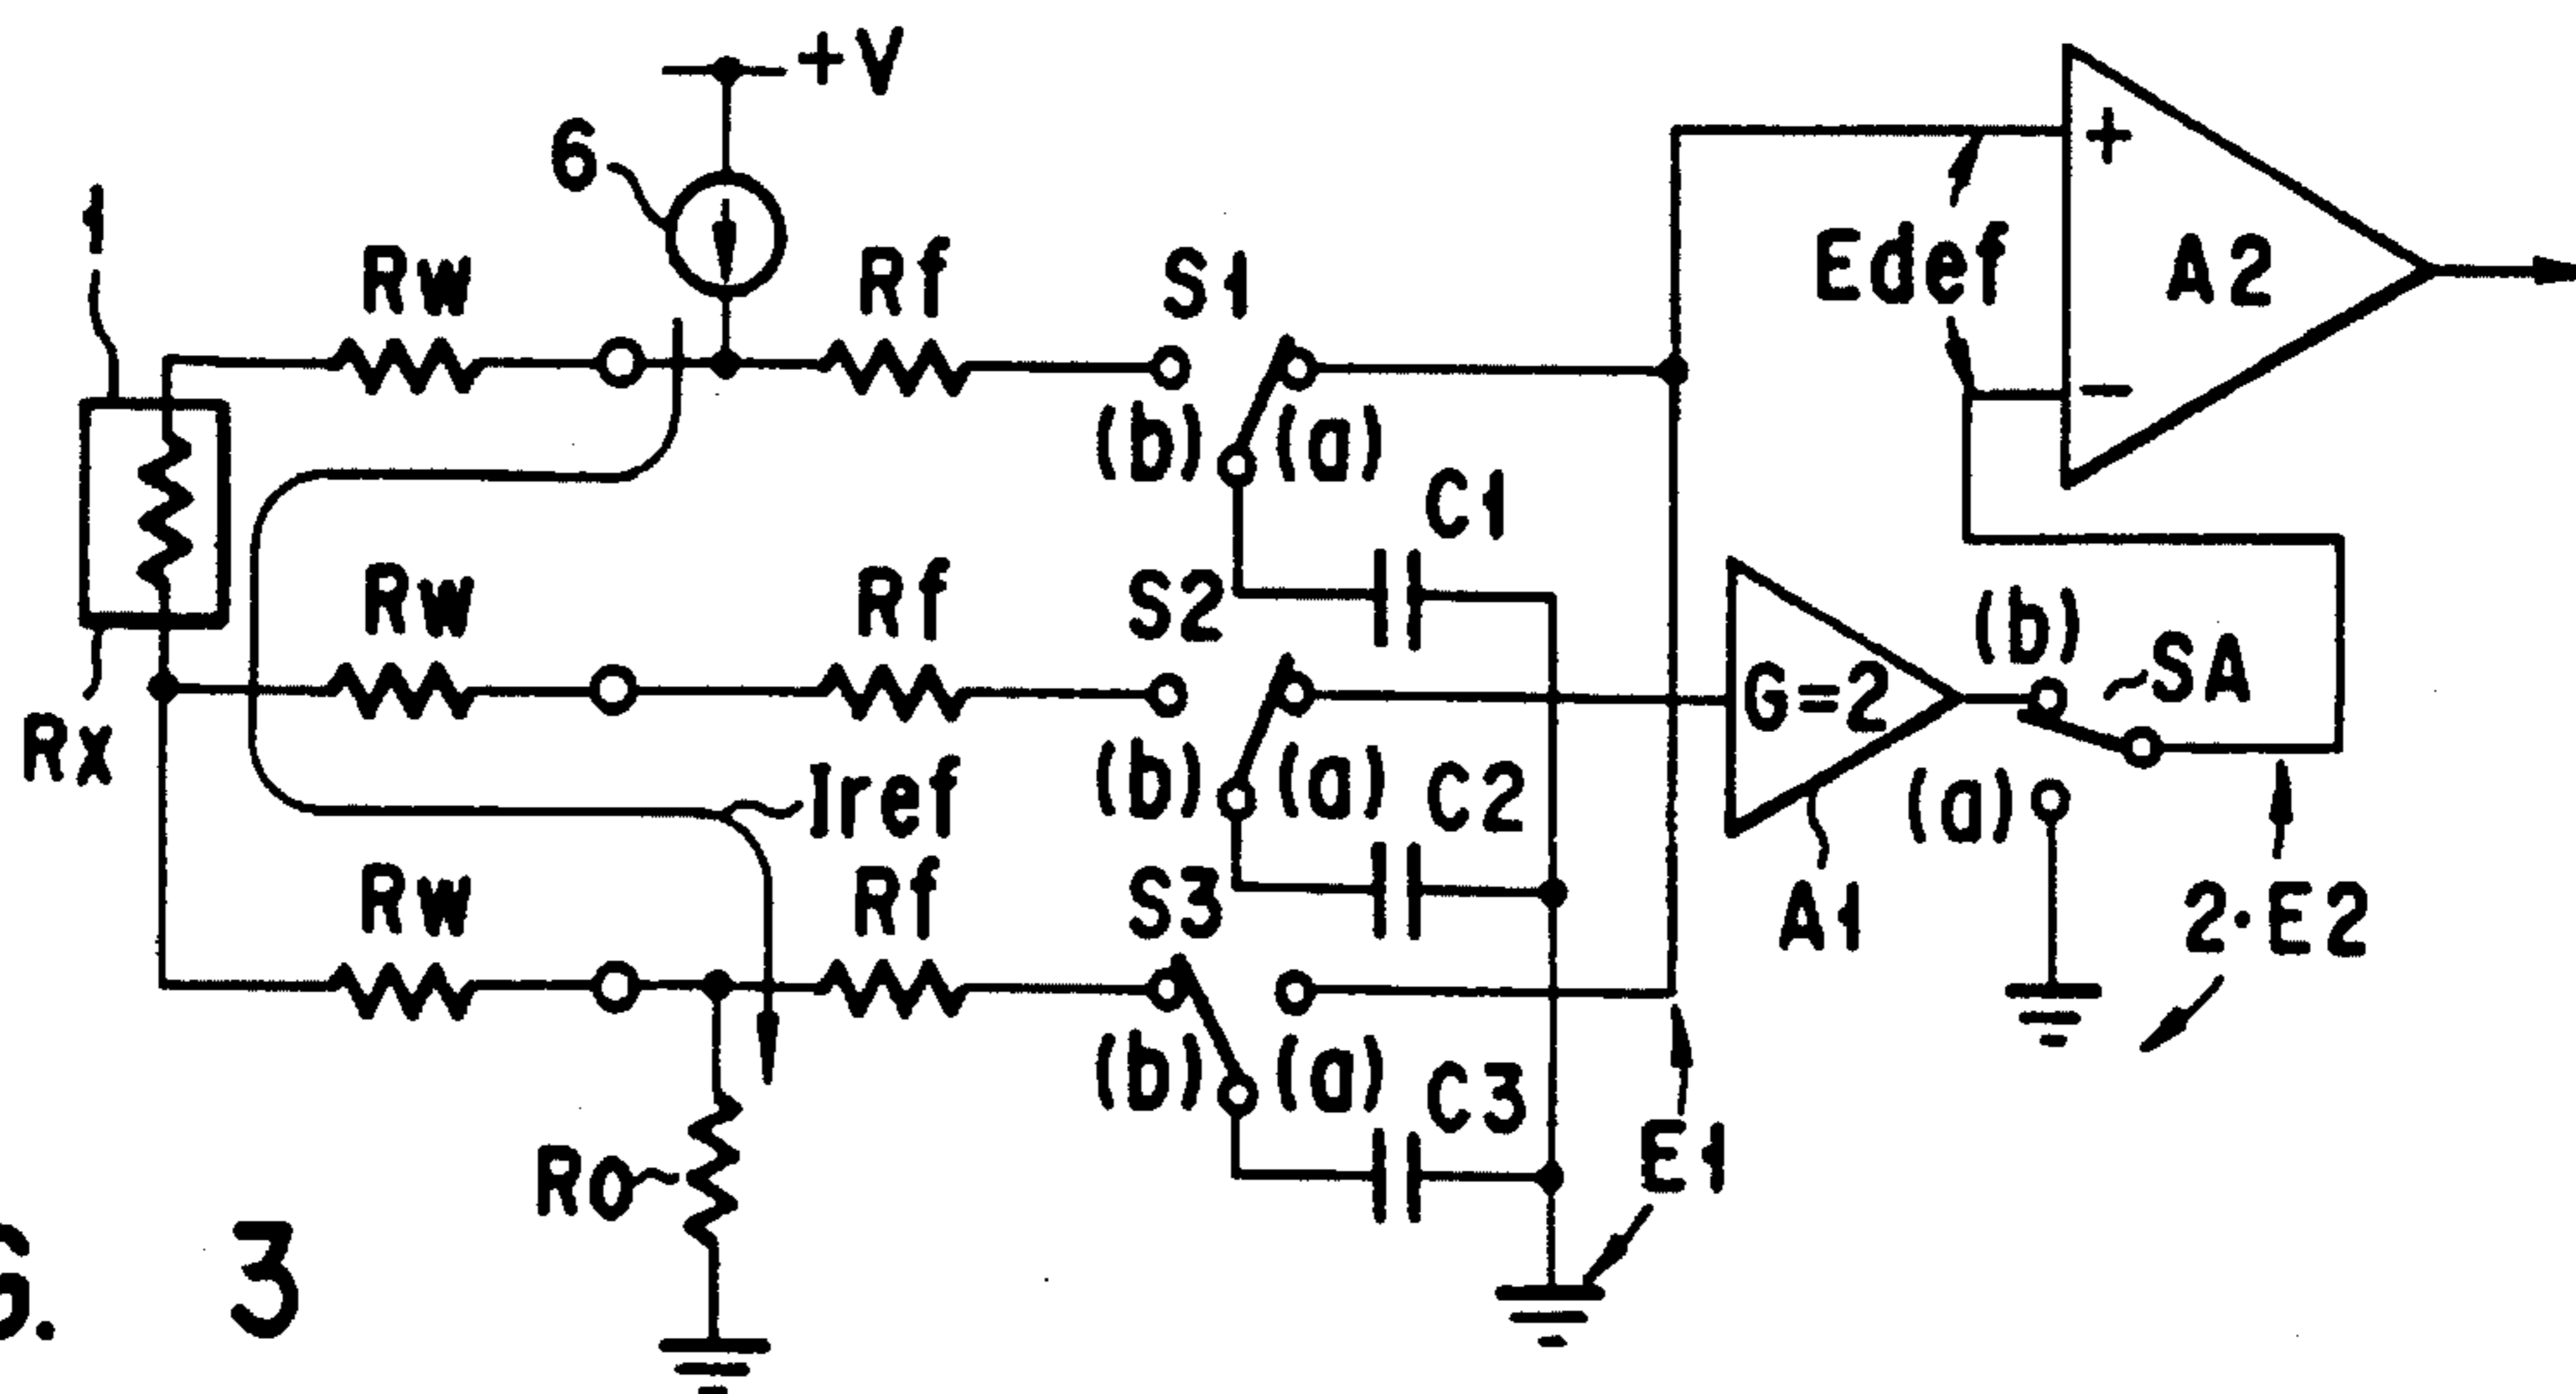 +V
6
1
Rw
Rf
S1
+
Edef
A2
−
(b)
(a)
C1
Rw
Rf
S2
G=2
(b)
SA
Rx
(b)
(a)
C2
(a)
Iref
Rw
Rf
S3
A1
2·E2
(b)
(a)
C3
E1
Ro
G. 3